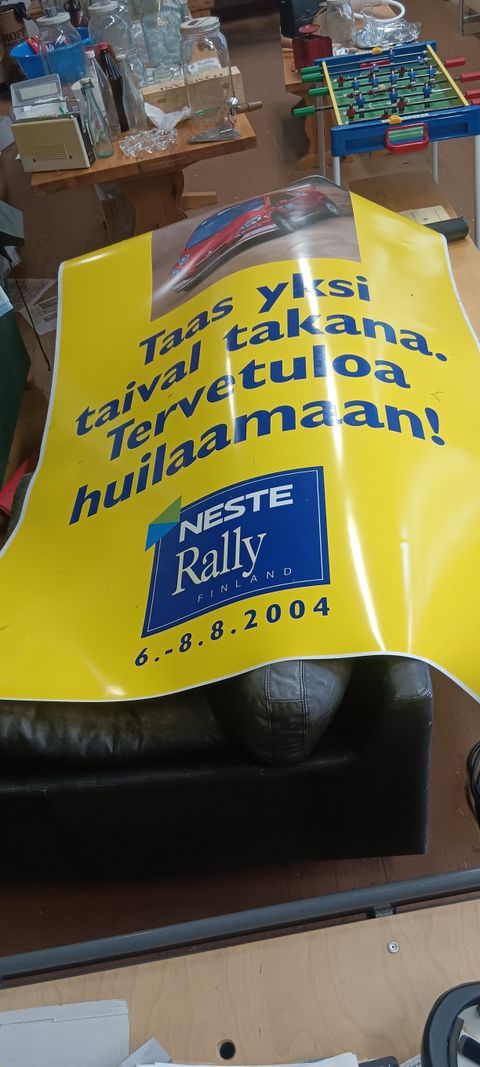 Taas yksi
taival takana.
Tervetuloa
huilaamaan!
NESTE
Rally
FINLAND
6.-8.8.2004